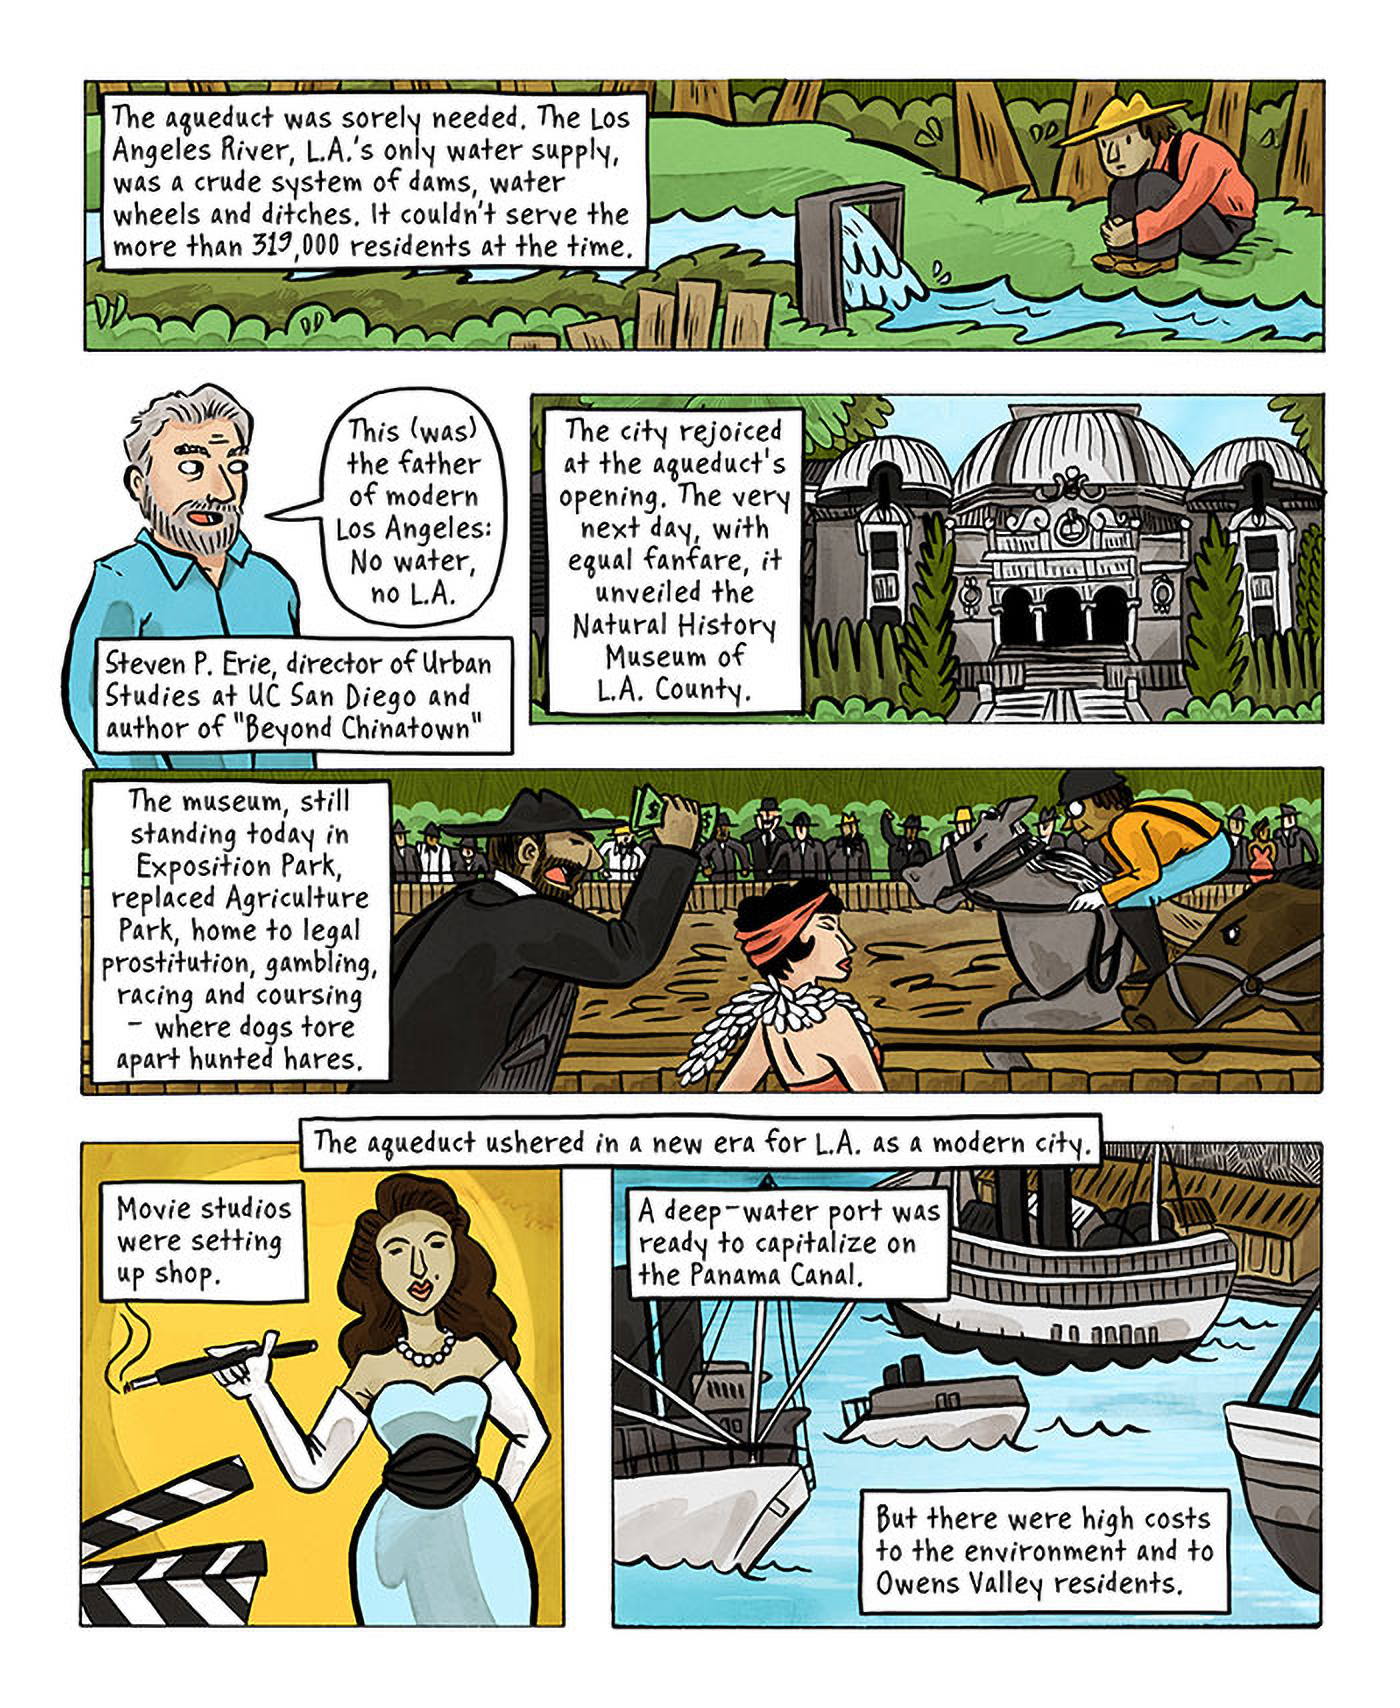 The aqueduct was sorely needed. The Los
Angeles River, L.A.'s only water supply,
was a crude system of dams, water
wheels and ditches. It couldn't serve the
more than 319,000 residents at the time.
This (was)
the father
of modern
Los Angeles:
No water,
no L.A.
Steven P. Erie, director of Urban
Studies at UC San Diego and
author of "Beyond Chinatown"
The city rejoiced
at the aqueduct's
opening. The very
next day, with
equal fanfare, it
unveiled the
Natural History
Museum of
L.A. County.
The museum, still
standing today in
Exposition Park,
replaced Agriculture
Park, home to legal
prostitution, gambling,
racing and coursing
– where dogs tore
apart hunted hares.
The aqueduct ushered in a new era for L.A. as a modern city.
Movie studios
were setting
up shop.
A deep-water port was
ready to capitalize on
the Panama Canal.
But there were high costs
to the environment and to
Owens Valley residents.